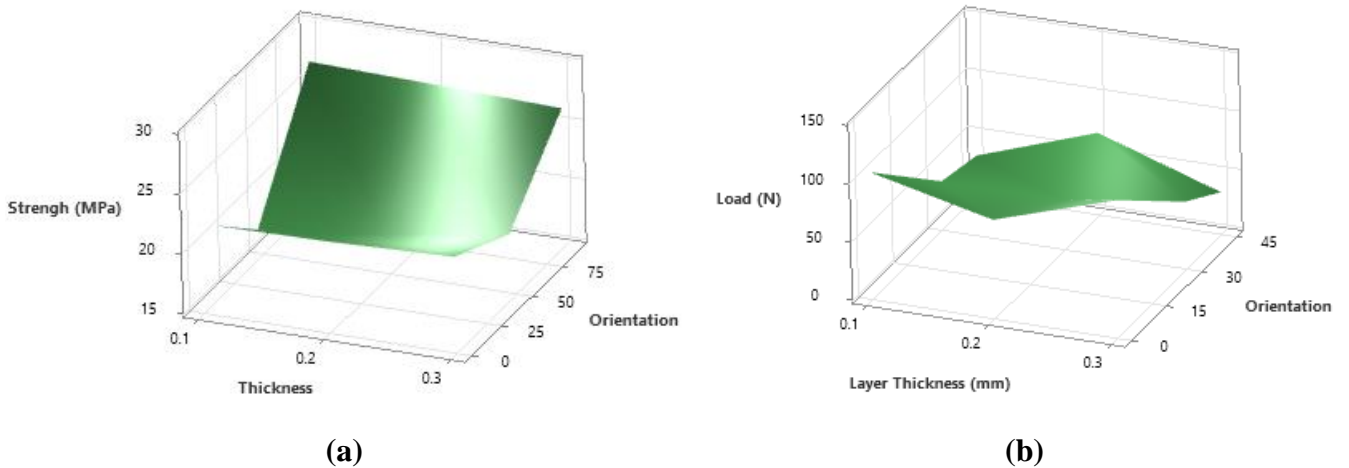 30
25
Strengh (MPa)
20
15
0.1
0.2
0.3
Thickness
0
25
50
75
Orientation
(a)
150
100
Load (N)
50
0
0.1
0.2
0.3
Layer Thickness (mm)
0
15
30
45
Orientation
(b)